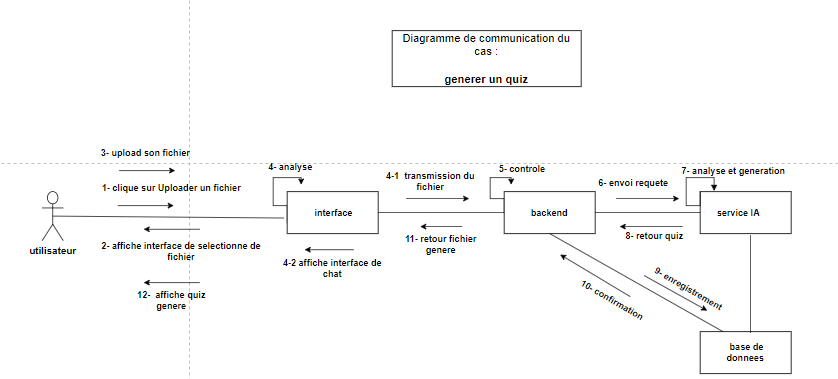 Diagramme de communication du
cas :
generer un quiz
3- upload son fichier
1- clique sur Uploader un fichier
4- analyse
4-1 transmission du
fichier
5- controle
6- envoi requete
7- analyse et generation
utilisateur
interface
backend
service IA
2- affiche interface de selectionne de
fichier
4-2 affiche interface de
chat
11- retour fichier
genere
8- retour quiz
12- affiche quiz
genere
9- enregistrement
10- confirmation
base de
donnees